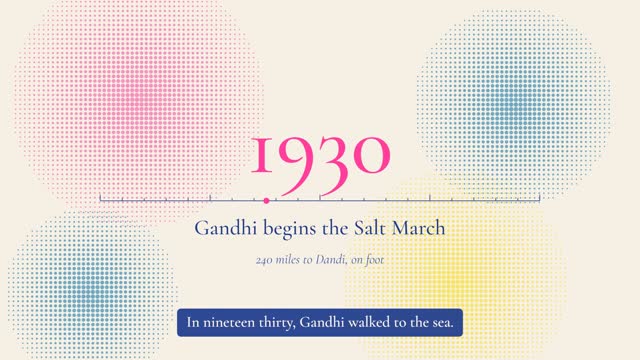 1930
Gandhi begins the Salt March
240 miles to Dandi, on foot
In nineteen thirty, Gandhi walked to the sea.